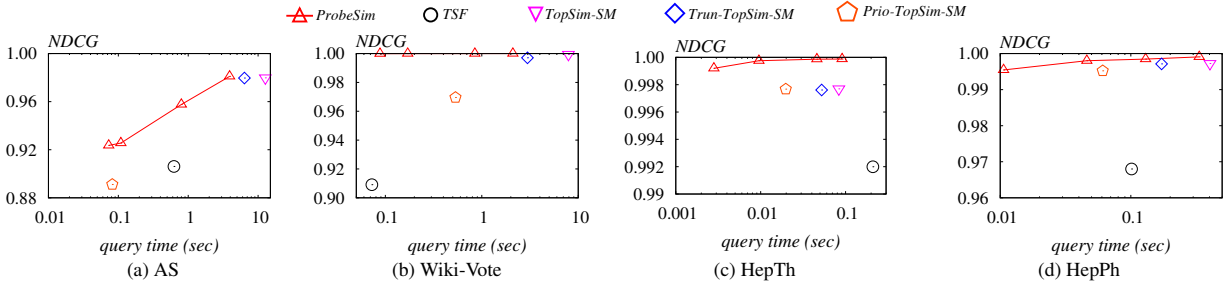 ProbeSim TSF TopSim-SM Trun-TopSim-SM Prio-TopSim-SM
NDCG
1.00
0.96
0.92
0.88
0.01 0.1 1 10
query time (sec)
(a) AS
NDCG
1.00
0.98
0.96
0.94
0.92
0.90
0.1 1 10
query time (sec)
(b) Wiki-Vote
NDCG
1.00
0.998
0.996
0.994
0.992
0.99
0.001 0.01 0.1
query time (sec)
(c) HepTh
NDCG
1.00
0.99
0.98
0.97
0.96
0.01 0.1
query time (sec)
(d) HepPh